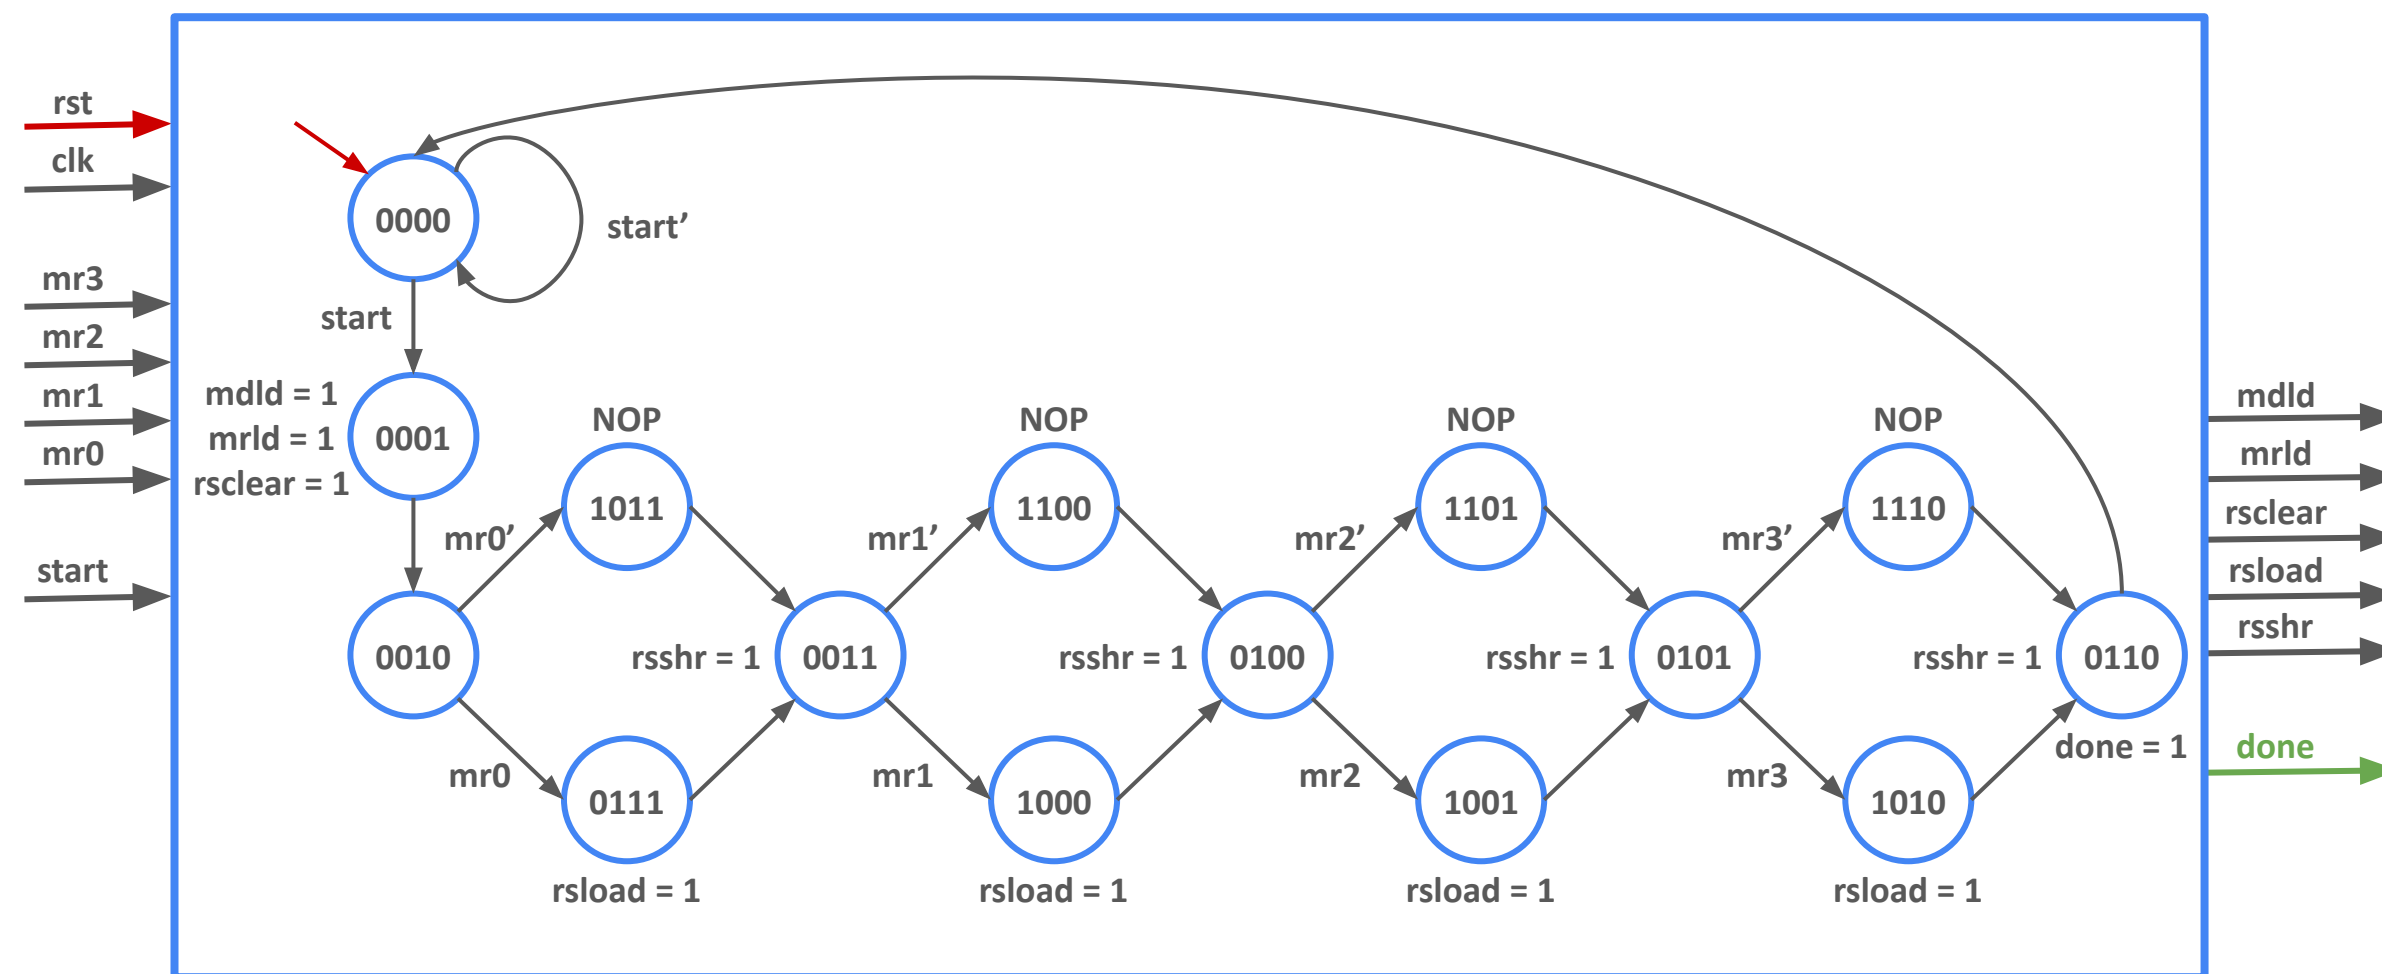 rst
clk
mr3
mr2
mr1
mr0
start
0000
start’
start
mdld = 1
mrld = 1
rsclear = 1
0001
NOP
NOP
NOP
NOP
1011
1100
1101
1110
mr0’
mr1’
mr2’
mr3’
0010
rsshr = 1
0011
rsshr = 1
0100
rsshr = 1
0101
rsshr = 1
0110
done = 1
mr0
mr1
mr2
mr3
0111
1000
1001
1010
rsload = 1
rsload = 1
rsload = 1
rsload = 1
mdld
mrld
rsclear
rsload
rsshr
done